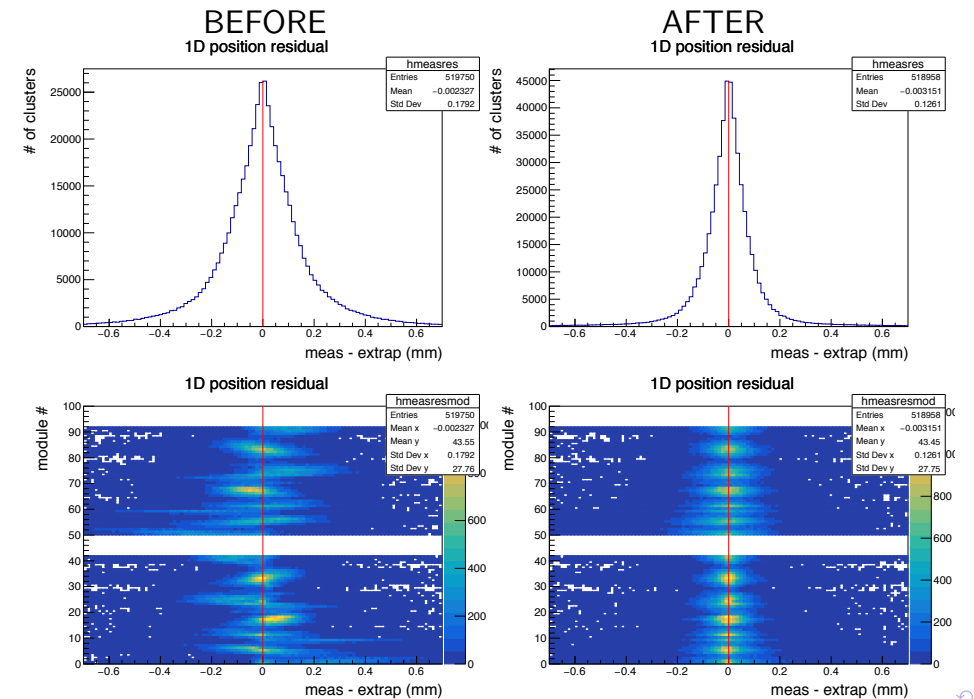 BEFORE
1D position residual
hmeasres
Entries 519750
Mean −0.002327
Std Dev 0.1792
# of clusters
25000
20000
15000
10000
5000
0
−0.6 −0.4 −0.2 0 0.2 0.4 0.6
meas - extrap (mm)
AFTER
1D position residual
hmeasres
Entries 518958
Mean −0.003151
Std Dev 0.1261
# of clusters
45000
40000
35000
30000
25000
20000
15000
10000
5000
0
−0.6 −0.4 −0.2 0 0.2 0.4 0.6
meas - extrap (mm)
1D position residual
hmeasresmod
Entries 519750
Mean x −0.002327
Mean y 43.55
Std Dev x 0.1792
Std Dev y 27.76
module #
100
90
80
70
60
50
40
30
20
10
0
−0.6 −0.4 −0.2 0 0.2 0.4 0.6
meas - extrap (mm)
600
400
200
0
1D position residual
hmeasresmod
Entries 518958
Mean x −0.003151
Mean y 43.45
Std Dev x 0.1261
Std Dev y 27.75
module #
100
90
80
70
60
50
40
30
20
10
0
−0.6 −0.4 −0.2 0 0.2 0.4 0.6
meas - extrap (mm)
800
600
400
200
0